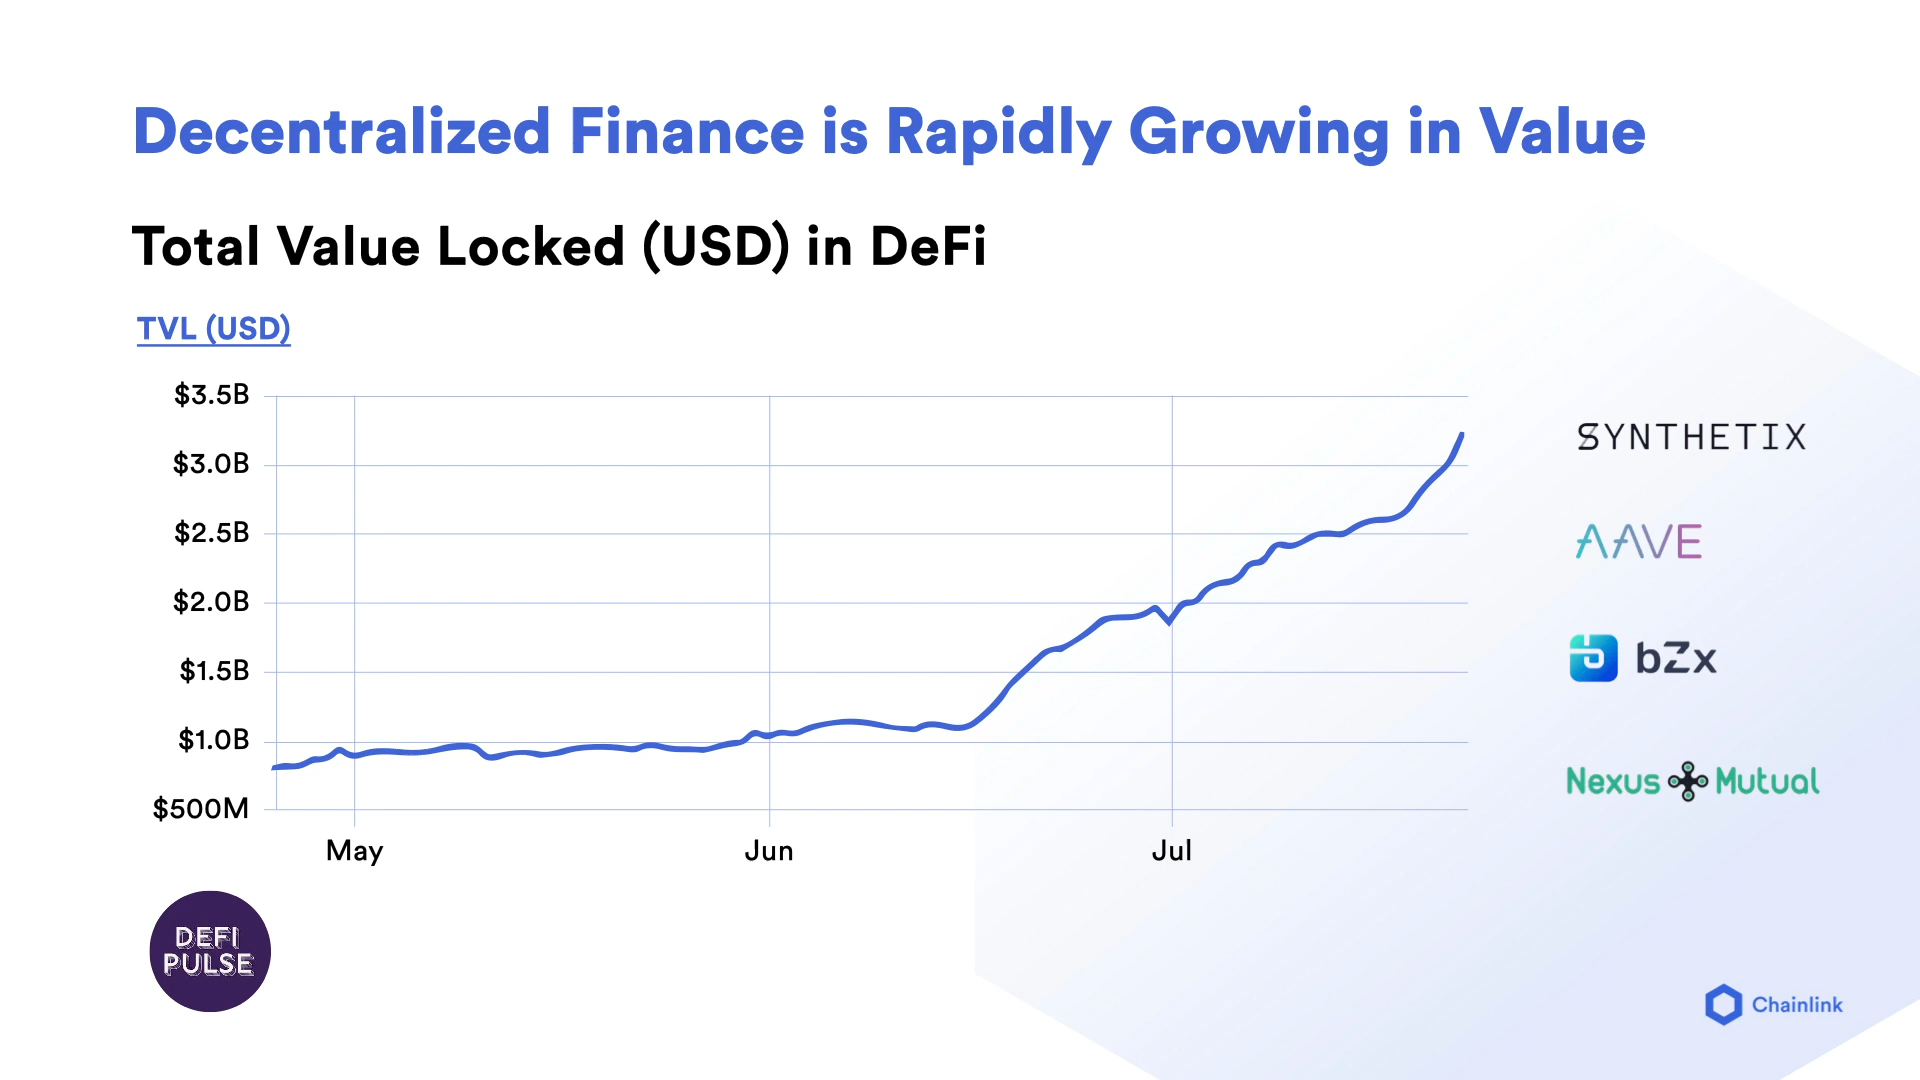 Decentralized Finance is Rapidly Growing in Value
Total Value Locked (USD) in DeFi
TVL (USD)
$3.5B
$3.0B
$2.5B
$2.0B
$1.5B
$1.0B
$500M
May
Jun
Jul
SYNTHETIX
AAVE
bZx
Nexus Mutual
DEFI
PULSE
Chainlink